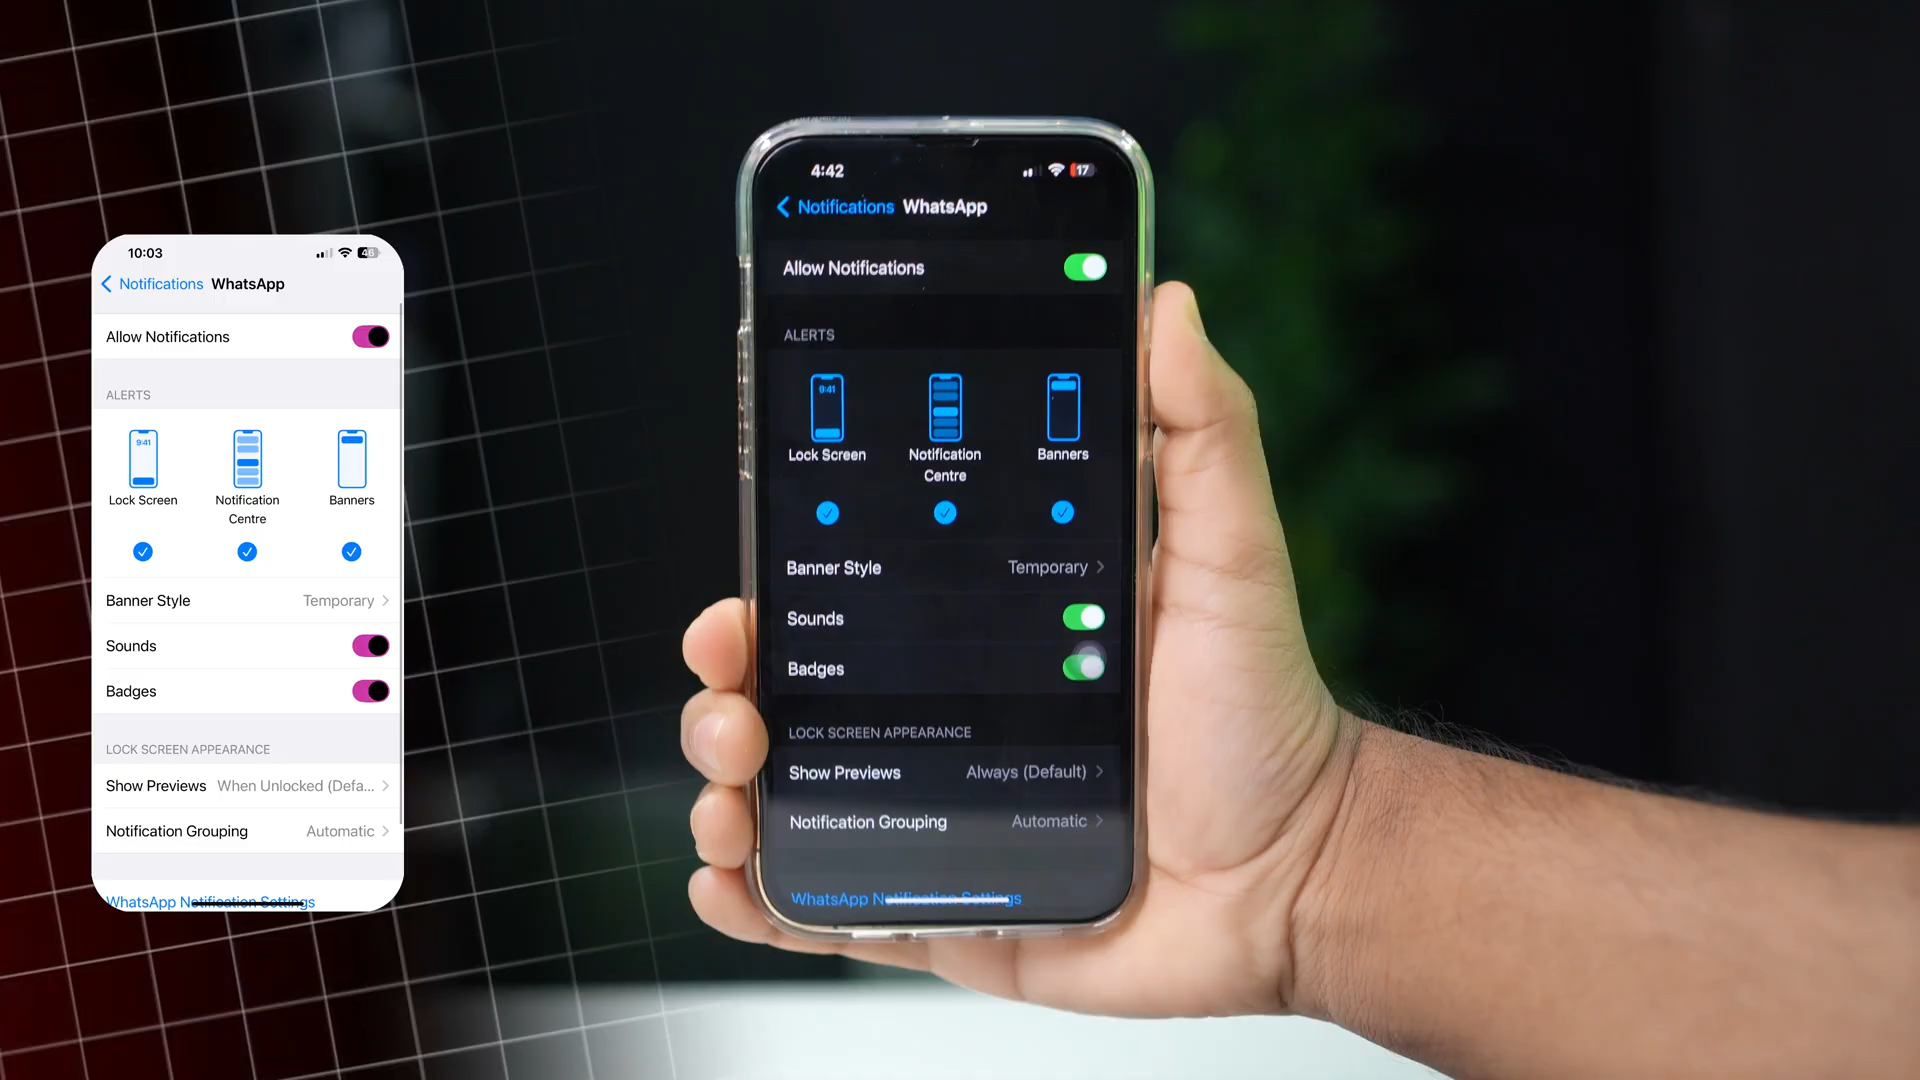 10:03
46
Notifications WhatsApp
Allow Notifications
ALERTS
9:41
Lock Screen
Notification
Centre
Banners
Banner Style Temporary
Sounds
Badges
LOCK SCREEN APPEARANCE
Show Previews When Unlocked (Defa...
Notification Grouping Automatic
WhatsApp Notification Settings
4:42
17
Notifications WhatsApp
Allow Notifications
ALERTS
9:41
Lock Screen
Notification
Centre
Banners
Banner Style Temporary
Sounds
Badges
LOCK SCREEN APPEARANCE
Show Previews Always (Default)
Notification Grouping Automatic
WhatsApp Notification Settings